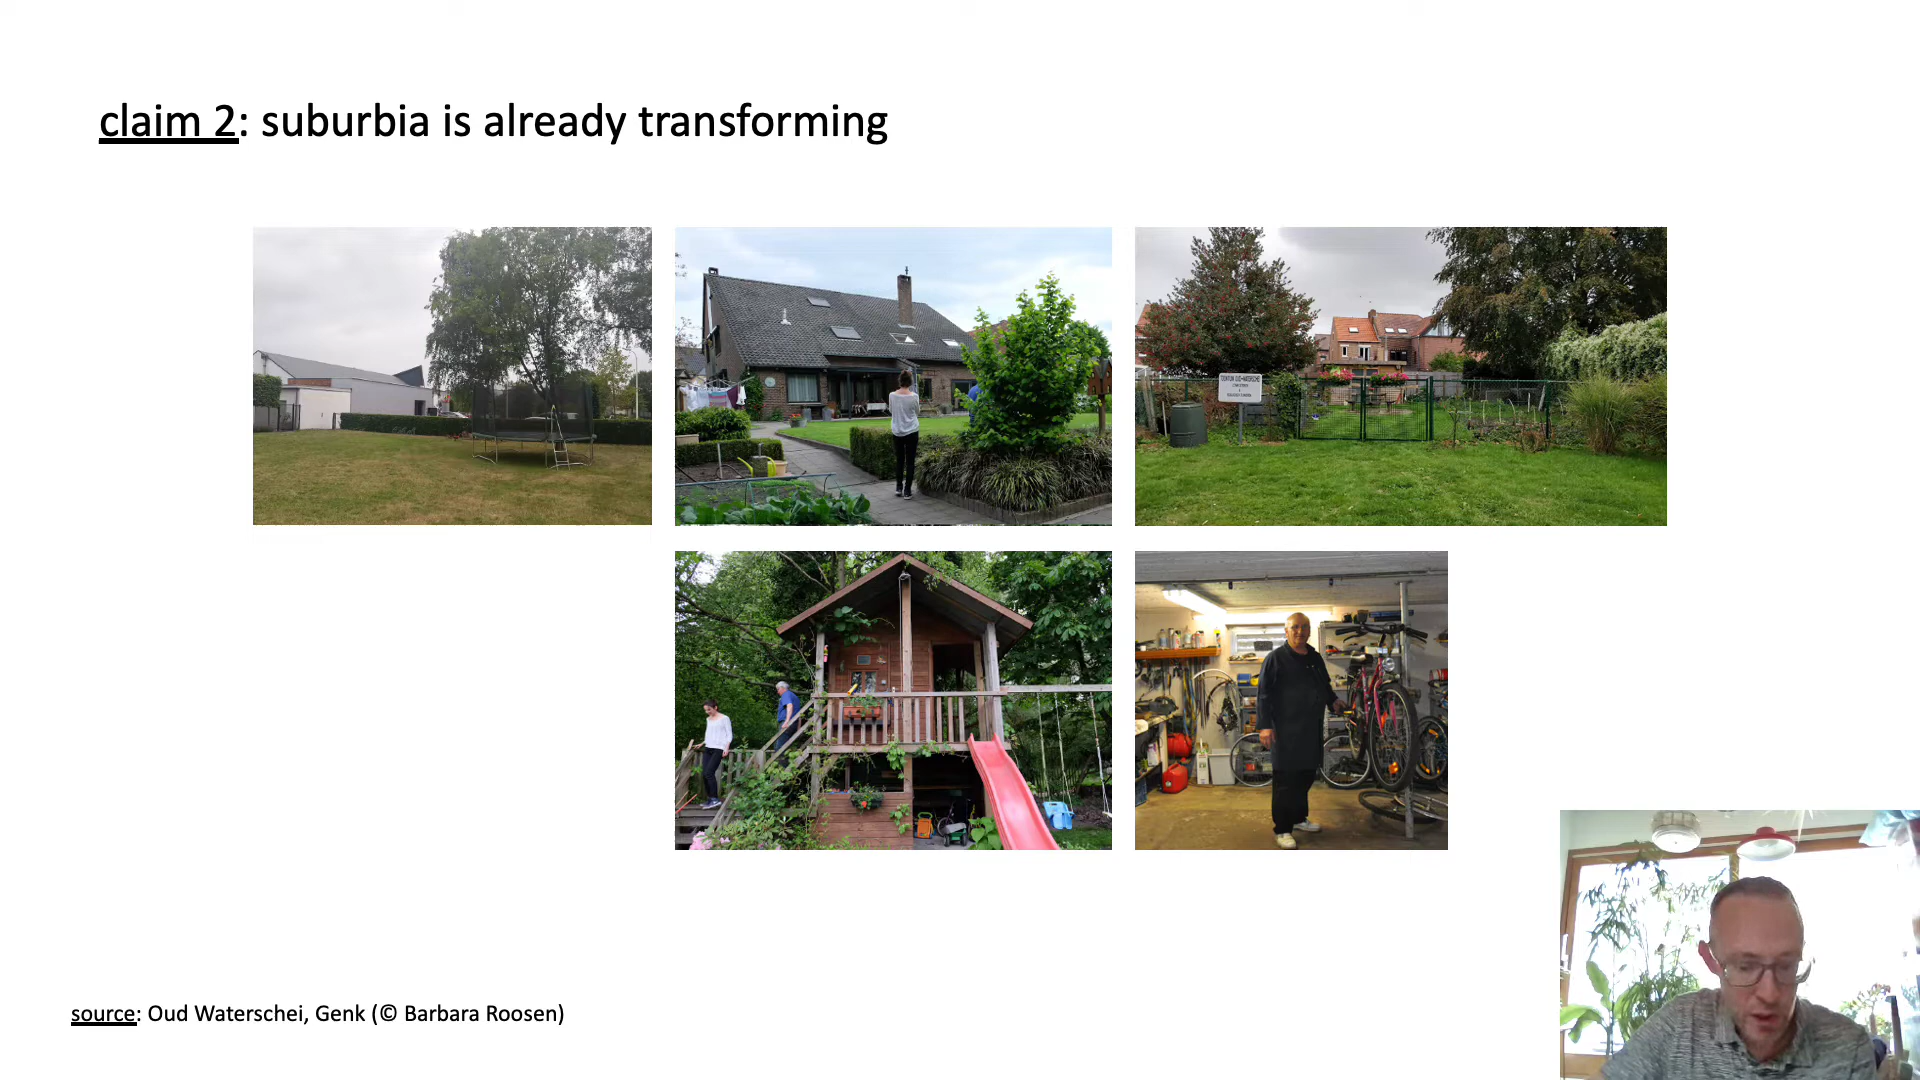 claim 2: suburbia is already transforming
source: Oud Waterschei, Genk (© Barbara Roosen)